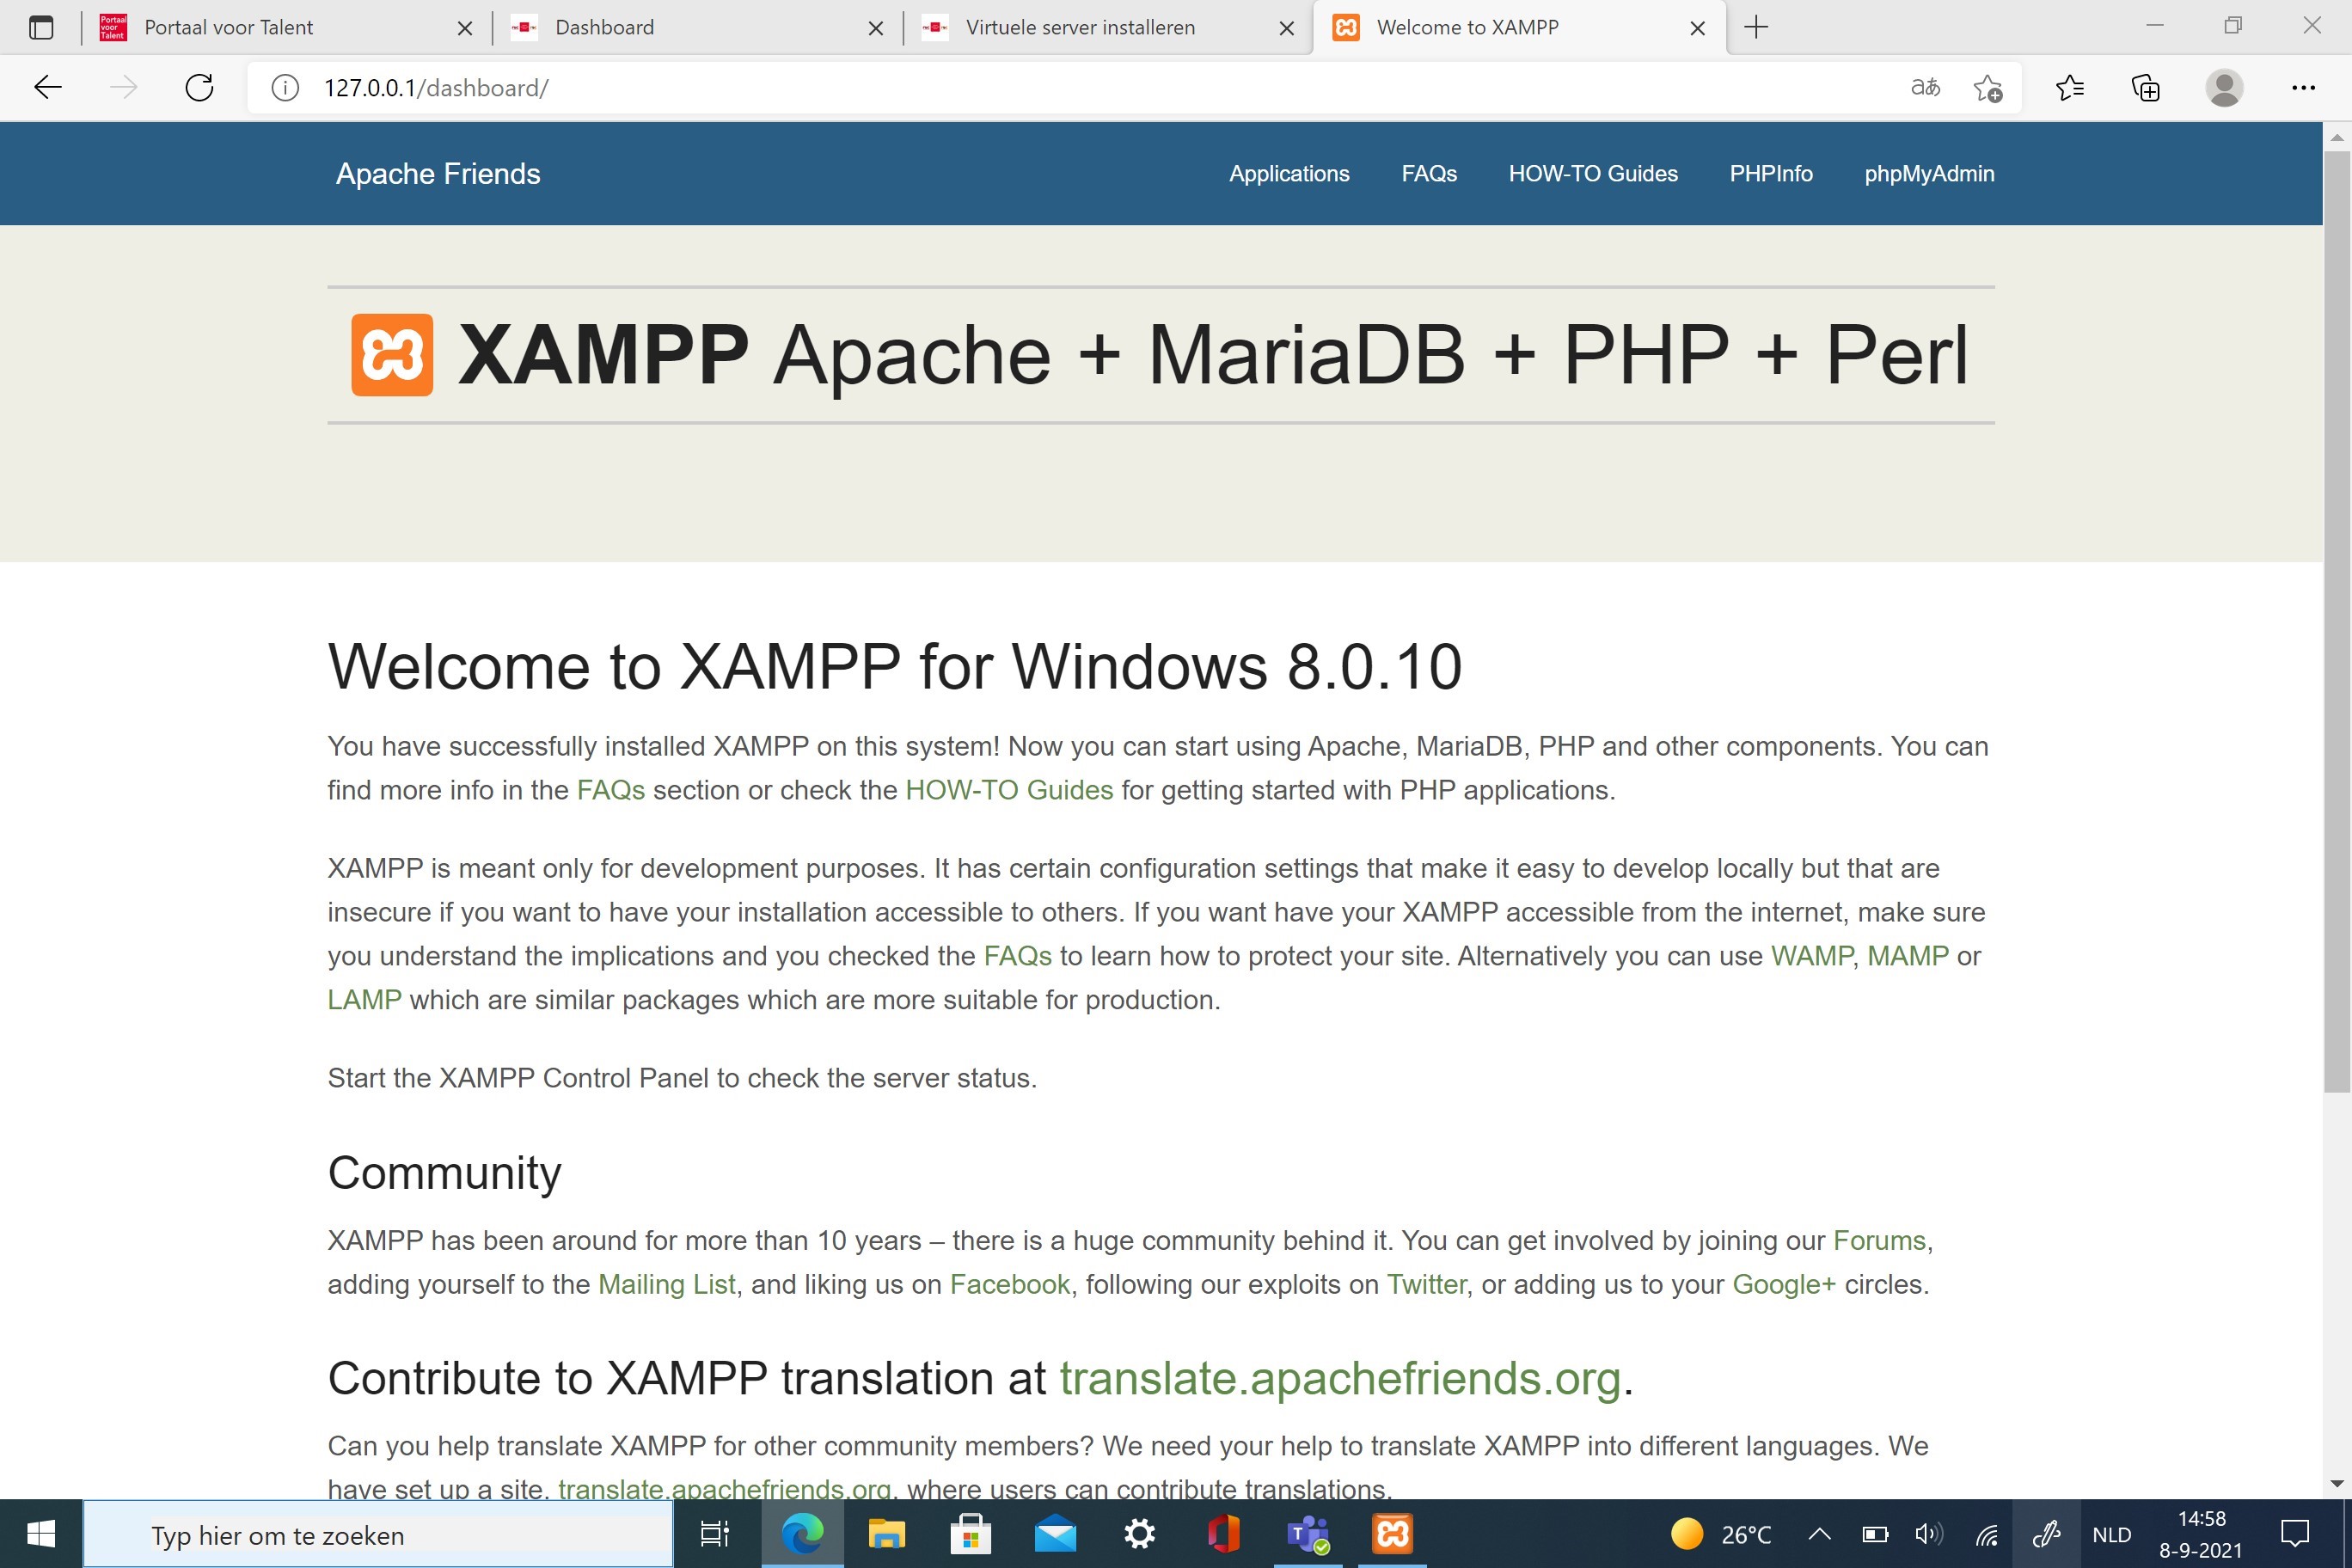 Portaal voor Talent
Portaal voor Talent Dashboard Virtuele server installeren Welcome to XAMPP
127.0.0.1/dashboard/ aあ
Apache Friends Applications FAQs HOW-TO Guides PHPInfo phpMyAdmin
XAMPP Apache + MariaDB + PHP + Perl
Welcome to XAMPP for Windows 8.0.10
You have successfully installed XAMPP on this system! Now you can start using Apache, MariaDB, PHP and other components. You can
find more info in the FAQs section or check the HOW-TO Guides for getting started with PHP applications.
XAMPP is meant only for development purposes. It has certain configuration settings that make it easy to develop locally but that are
insecure if you want to have your installation accessible to others. If you want have your XAMPP accessible from the internet, make sure
you understand the implications and you checked the FAQs to learn how to protect your site. Alternatively you can use WAMP, MAMP or
LAMP which are similar packages which are more suitable for production.
Start the XAMPP Control Panel to check the server status.
Community
XAMPP has been around for more than 10 years – there is a huge community behind it. You can get involved by joining our Forums,
adding yourself to the Mailing List, and liking us on Facebook, following our exploits on Twitter, or adding us to your Google+ circles.
Contribute to XAMPP translation at translate.apachefriends.org.
Can you help translate XAMPP for other community members? We need your help to translate XAMPP into different languages. We
have set up a site, translate.apachefriends.org, where users can contribute translations.
Typ hier om te zoeken
26°C
NLD
14:58
8-9-2021